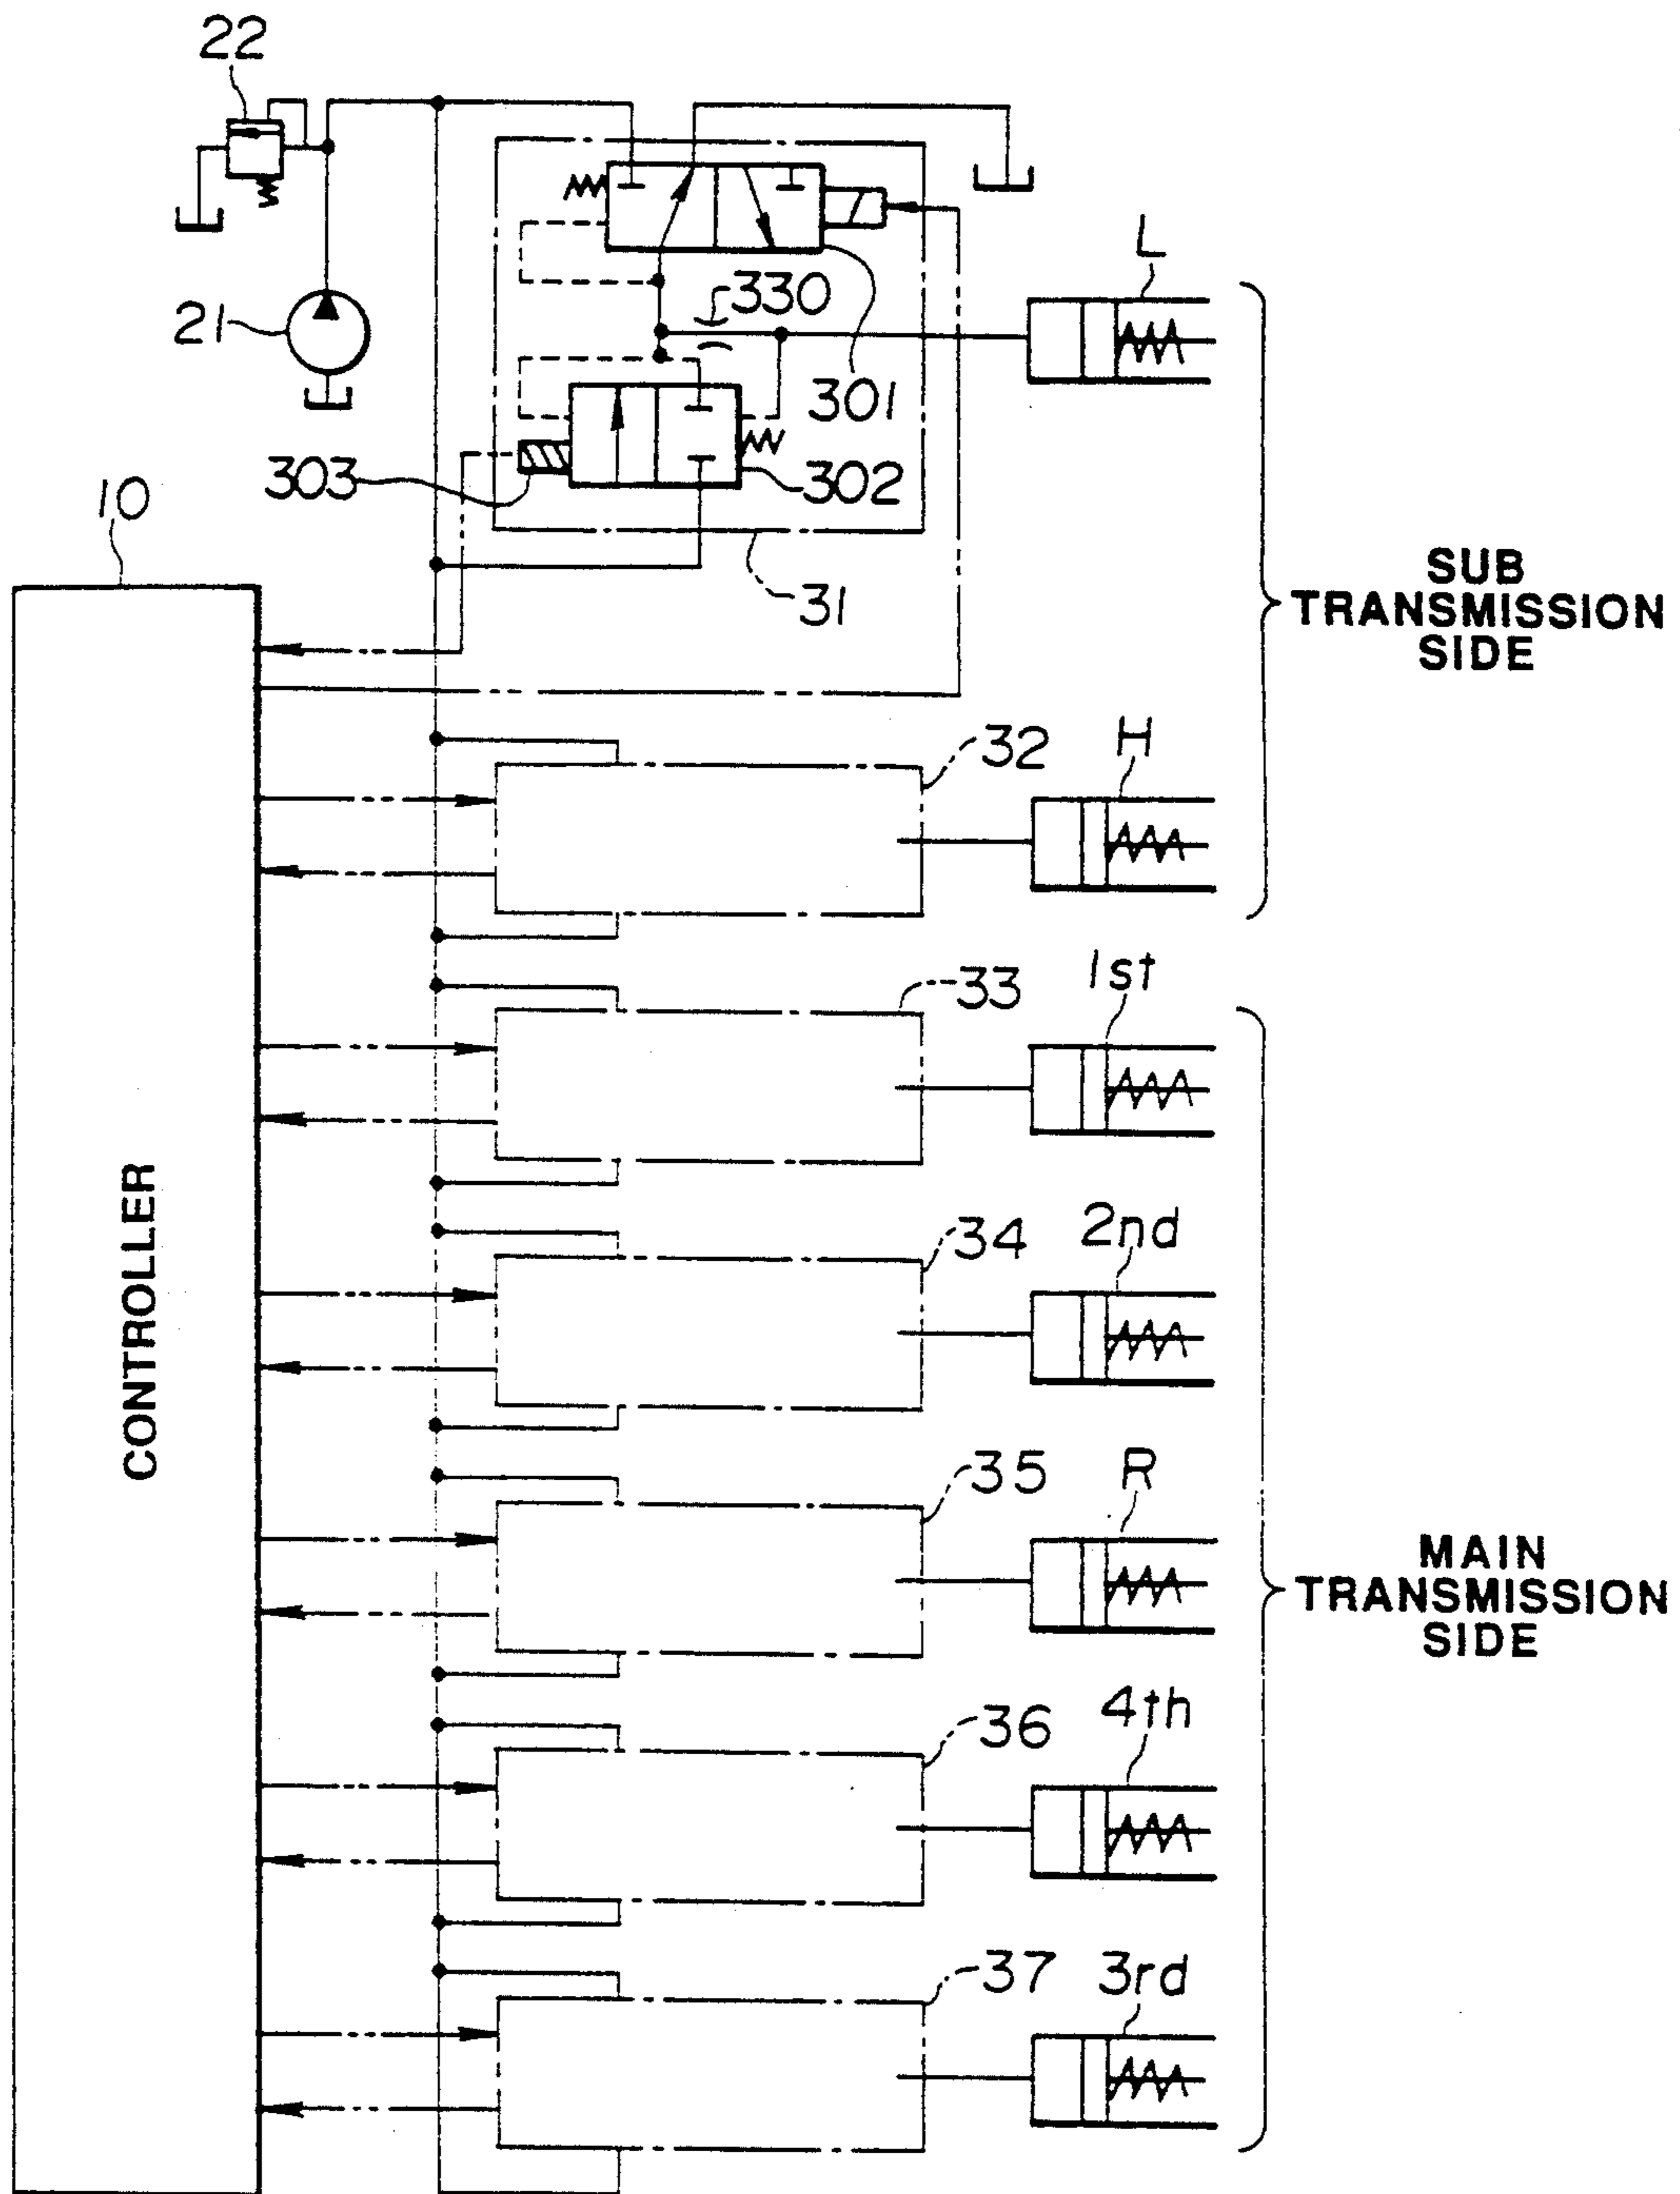 22
21
330
L
301
303
302
10
31
SUB
TRANSMISSION
SIDE
32
H
33
1st
34
2nd
CONTROLLER
35
R
MAIN
TRANSMISSION
SIDE
36
4th
37
3rd